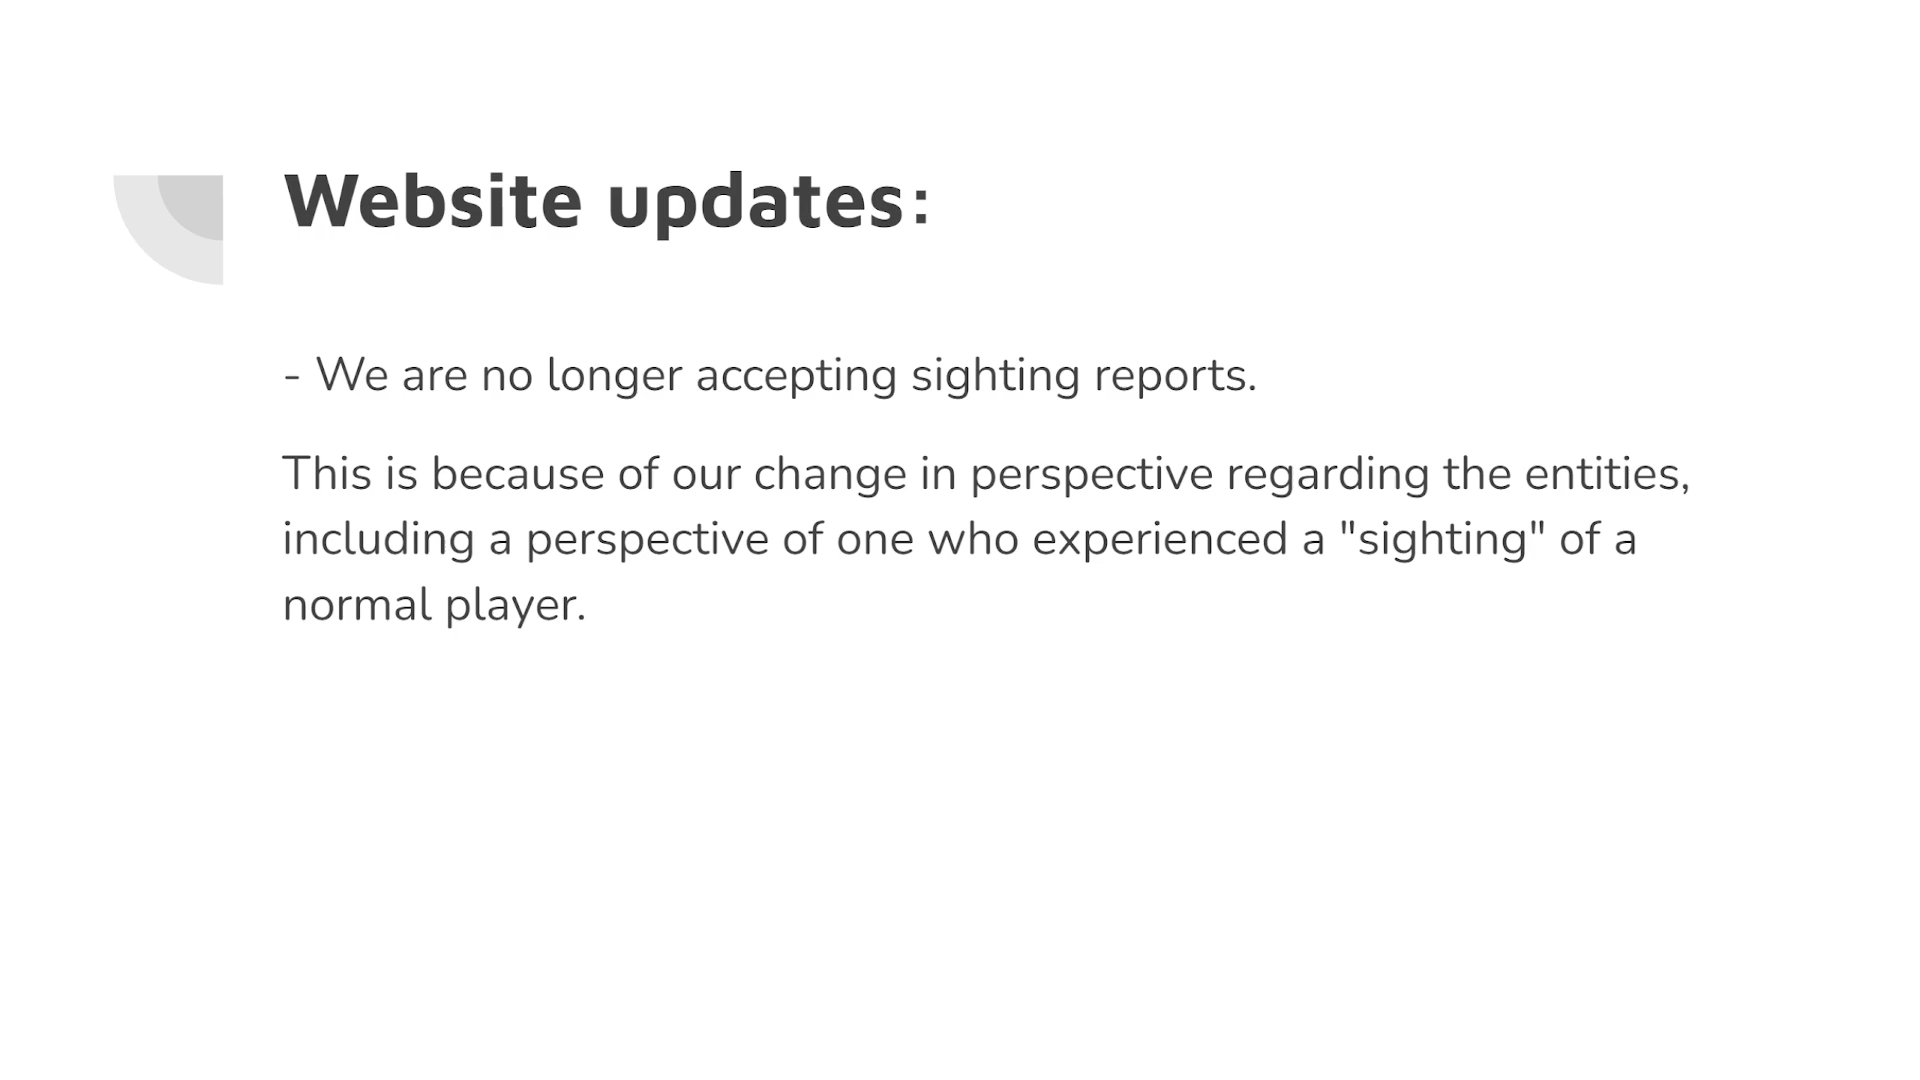 Website updates:
- We are no longer accepting sighting reports.
This is because of our change in perspective regarding the entities,
including a perspective of one who experienced a "sighting" of a
normal player.